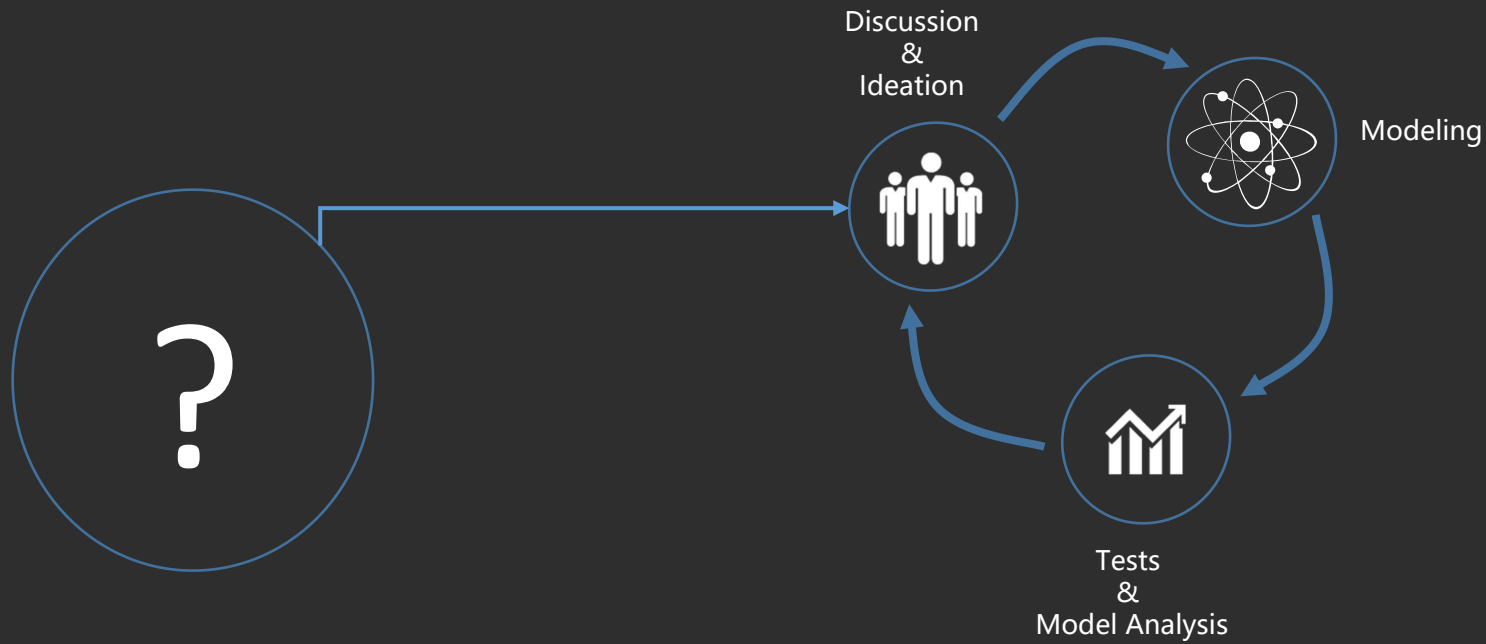 Discussion
&
Ideation
Modeling
?
Tests
&
Model Analysis